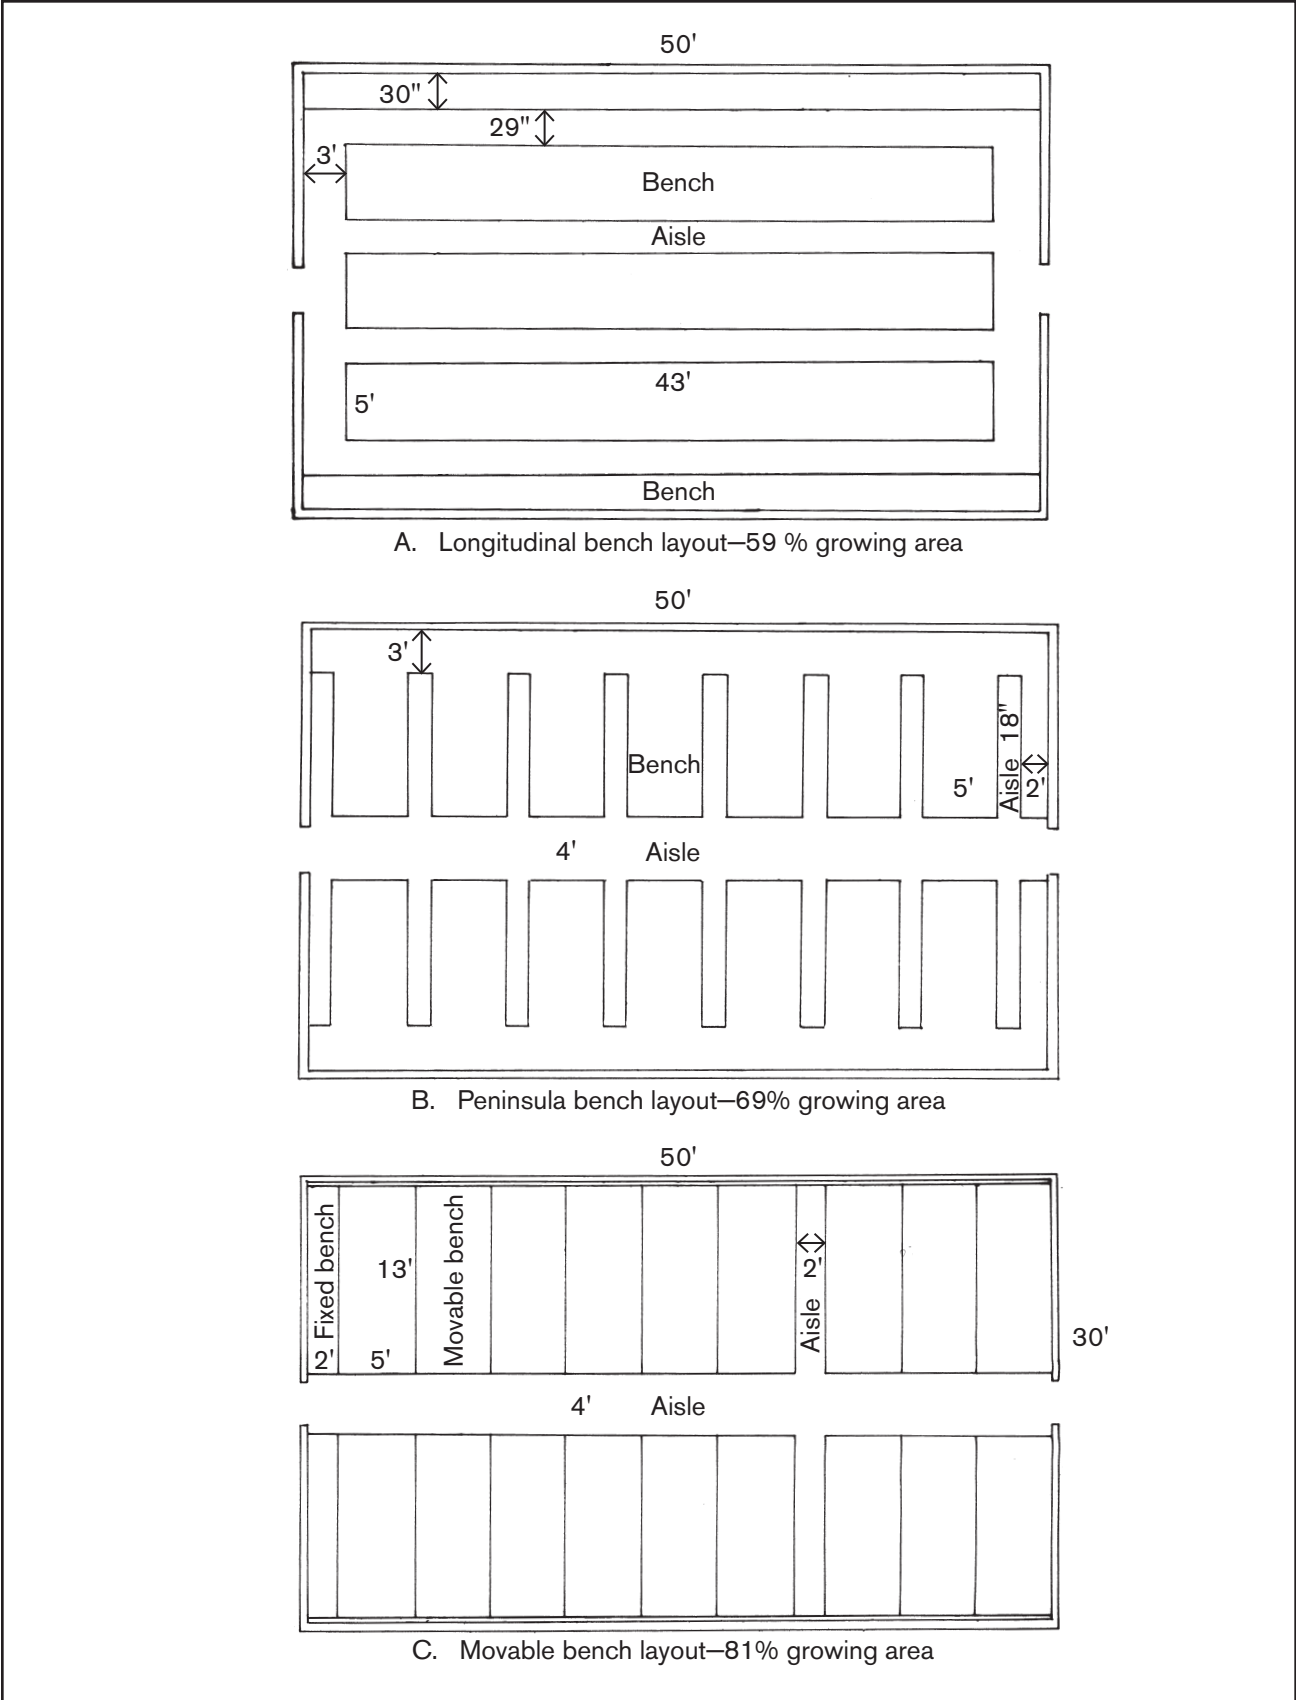 50'
30"
29"
3'
Bench
Aisle
43'
5'
Bench
A. Longitudinal bench layout—59 % growing area
50'
3'
Bench
5'
Aisle 18"
2'
4' Aisle
B. Peninsula bench layout—69% growing area
50'
Fixed bench
2'
13'
5'
Movable bench
2'
Aisle
30'
4' Aisle
C. Movable bench layout—81% growing area